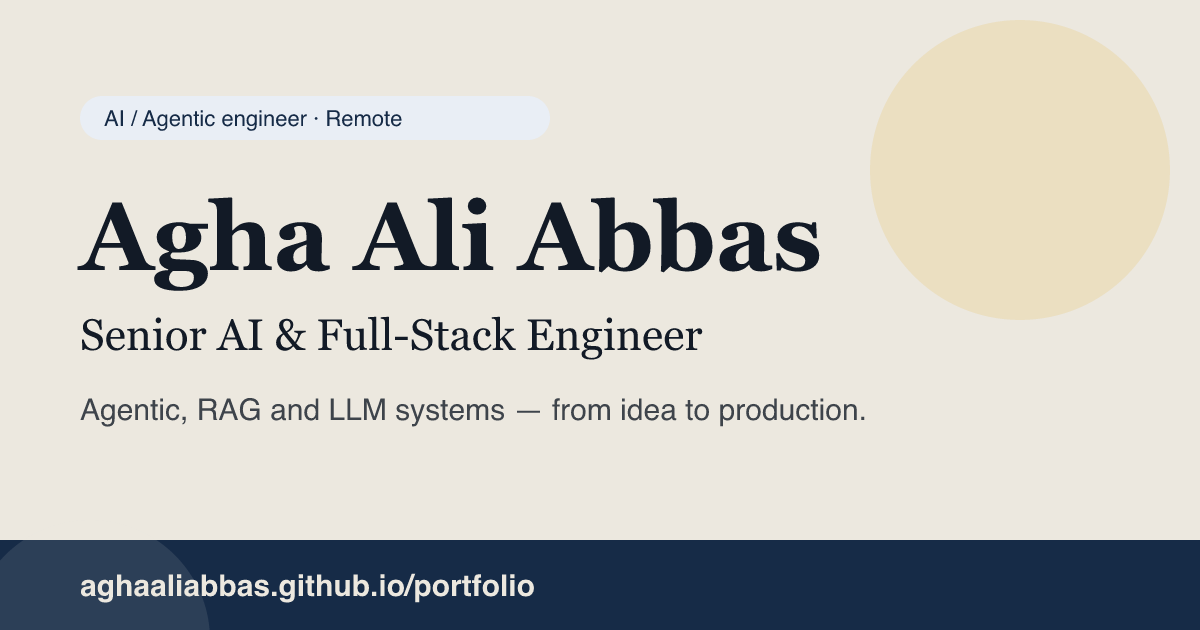 AI / Agentic engineer · Remote
Agha Ali Abbas
Senior AI & Full-Stack Engineer
Agentic, RAG and LLM systems — from idea to production.
aghaaliabbas.github.io/portfolio